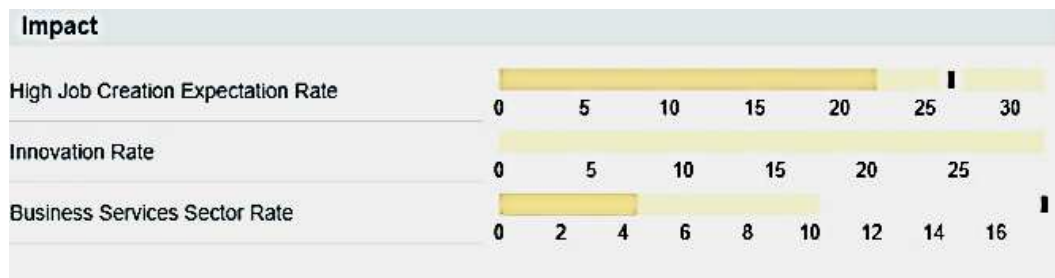 Impact
High Job Creation Expectation Rate
0 5 10 15 20 25 30
Innovation Rate
0 5 10 15 20 25
Business Services Sector Rate
0 2 4 6 8 10 12 14 16